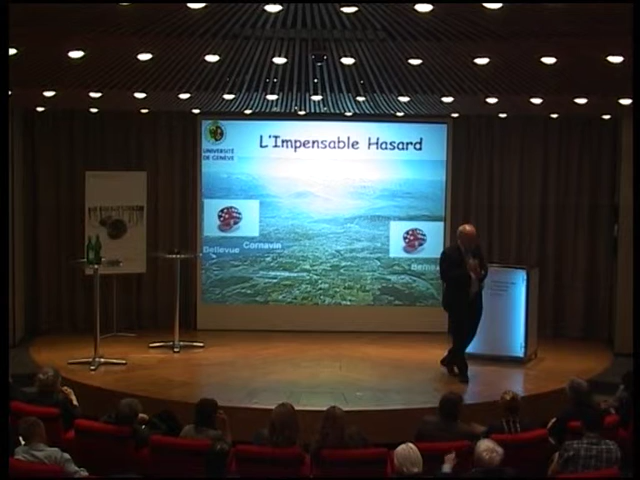 UNIVERSITÉ
DE GENÈVE
L'Impensable Hasard
Cornavin
Bellevue